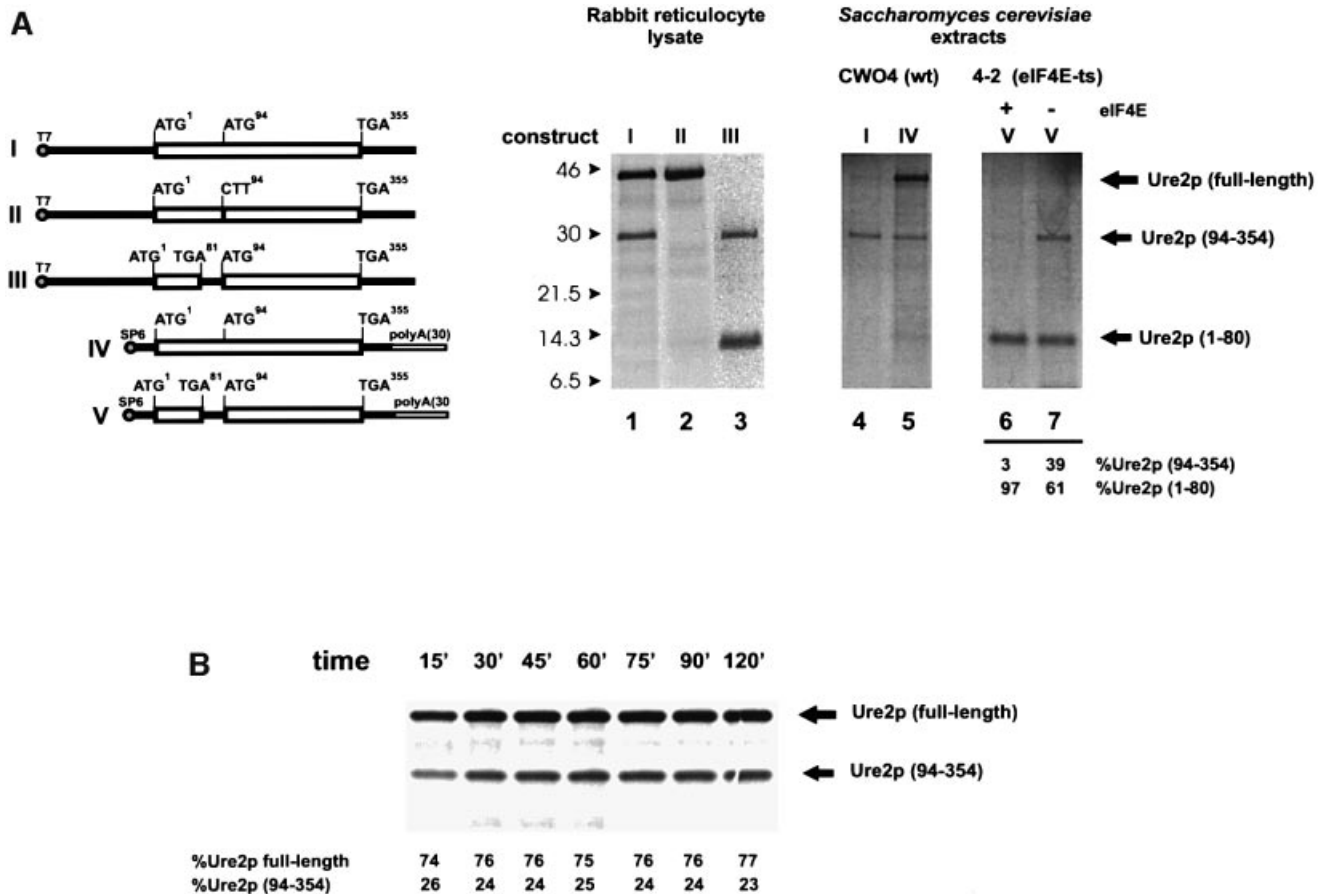 A
Rabbit reticulocyte
lysate
Saccharomyces cerevisiae
extracts
CWO4 (wt) 4-2 (eIF4E-ts)
+ - eIF4E
construct I II III I IV V V
T7 ATG1 ATG94 TGA355
I
T7 ATG1 CTT94 TGA355
II
T7 ATG1 TGA81 ATG94 TGA355
III
SP6 ATG1 ATG94 TGA355 polyA(30)
IV
SP6 ATG1 TGA81 ATG94 TGA355 polyA(30
V
46
30
21.5
14.3
6.5
Ure2p (full-length)
Ure2p (94-354)
Ure2p (1-80)
1 2 3 4 5 6 7
3 39 %Ure2p (94-354)
97 61 %Ure2p (1-80)
B
time 15' 30' 45' 60' 75' 90' 120'
Ure2p (full-length)
Ure2p (94-354)
%Ure2p full-length 74 76 76 75 76 76 77
%Ure2p (94-354) 26 24 24 25 24 24 23